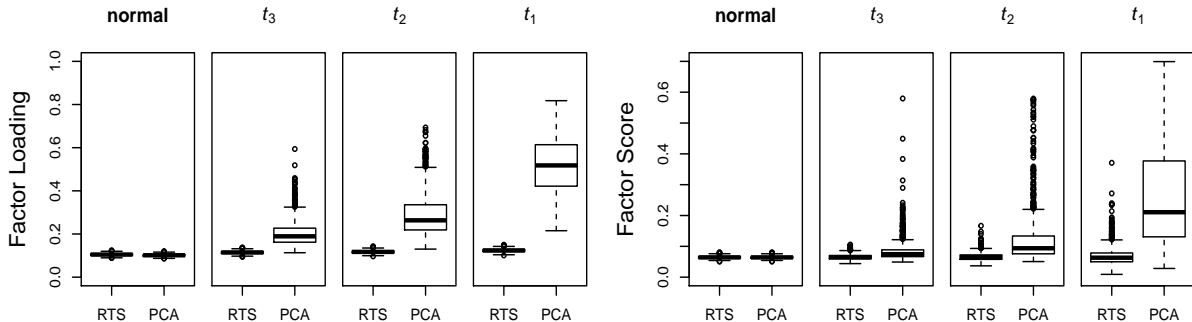 normal t3 t2 t1
Factor Loading
0.0 0.2 0.4 0.6 0.8 1.0
RTS PCA RTS PCA RTS PCA RTS PCA
normal t3 t2 t1
Factor Score
0.0 0.2 0.4 0.6
RTS PCA RTS PCA RTS PCA RTS PCA